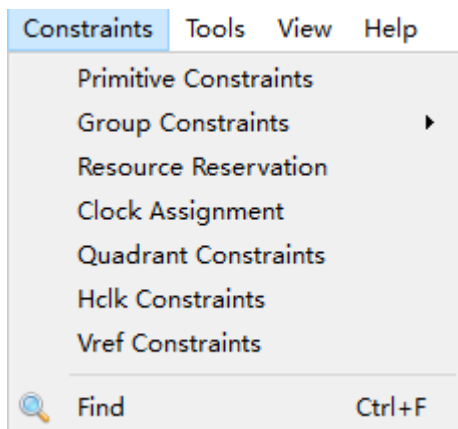 Constraints Tools View Help
Primitive Constraints
Group Constraints
Resource Reservation
Clock Assignment
Quadrant Constraints
Hclk Constraints
Vref Constraints
Find Ctrl+F